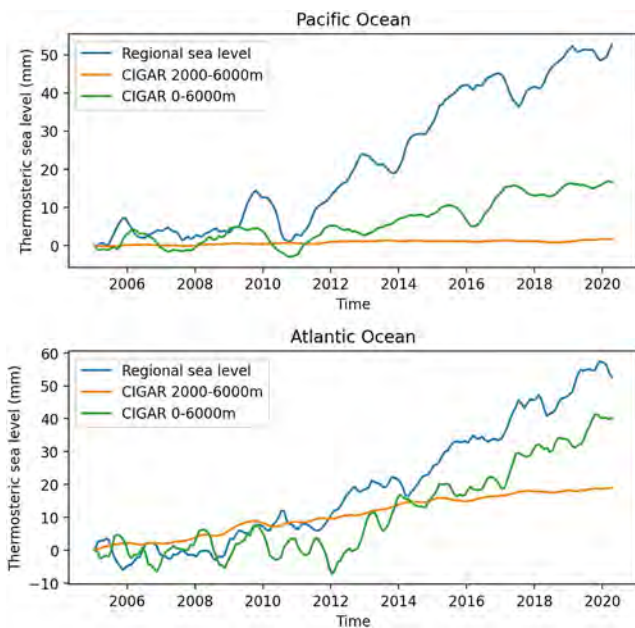 Pacific Ocean
Thermosteric sea level (mm)
50
40
30
20
10
0
Regional sea level
CIGAR 2000-6000m
CIGAR 0-6000m
2006 2008 2010 2012 2014 2016 2018 2020
Time
Atlantic Ocean
Thermosteric sea level (mm)
60
50
40
30
20
10
0
−10
Regional sea level
CIGAR 2000-6000m
CIGAR 0-6000m
2006 2008 2010 2012 2014 2016 2018 2020
Time